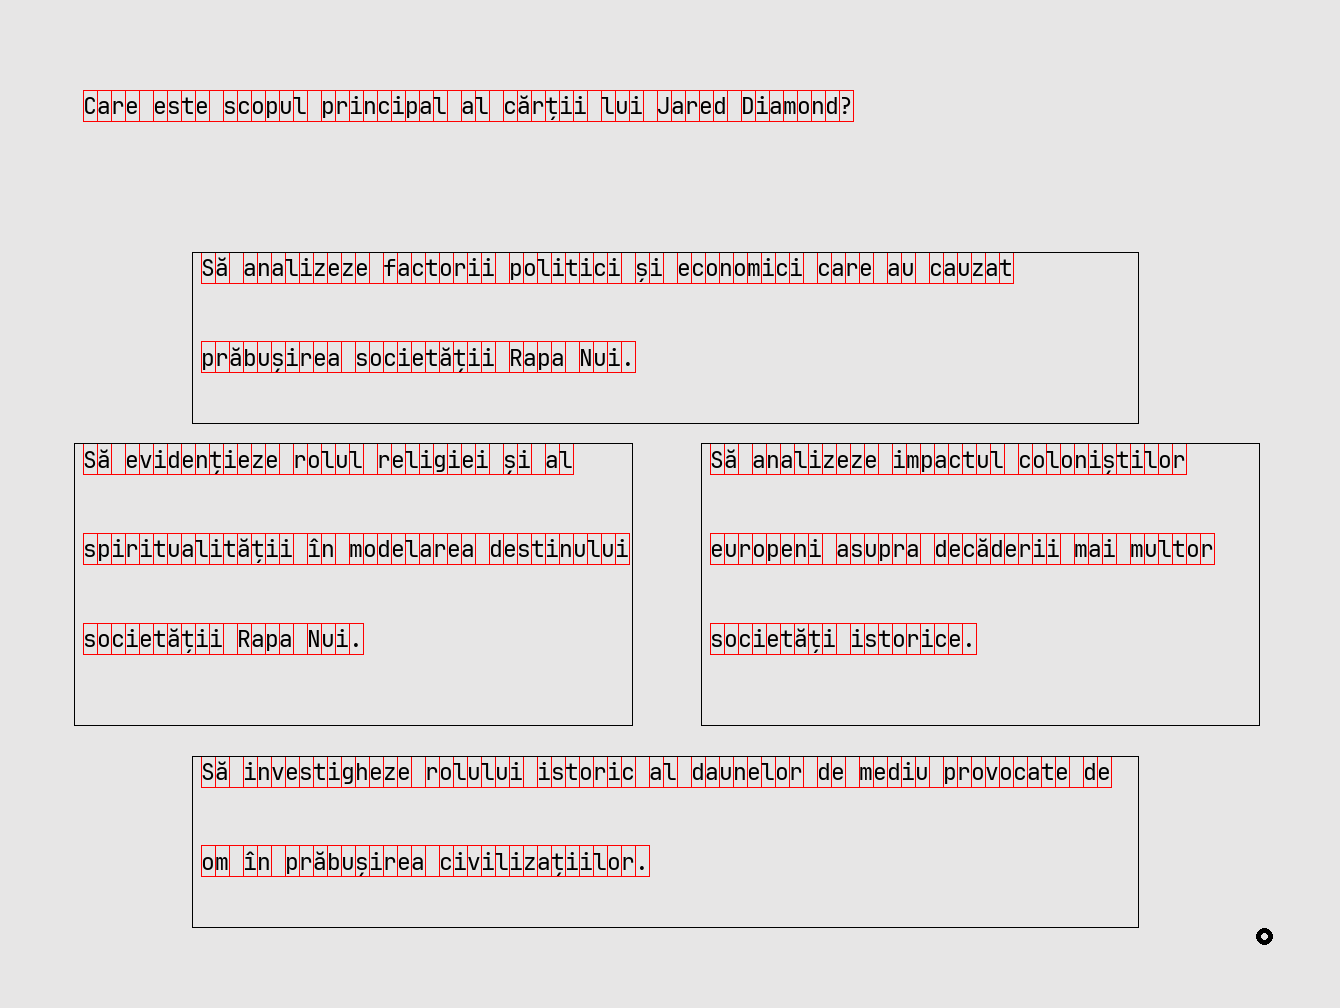 Care este scopul principal al cărții lui Jared Diamond?
Să analizeze factorii politici și economici care au cauzat
prăbușirea societății Rapa Nui.
Să evidențieze rolul religiei și al
spiritualității în modelarea destinului
societății Rapa Nui.
Să analizeze impactul coloniștilor
europeni asupra decăderii mai multor
societăți istorice.
Să investigheze rolului istoric al daunelor de mediu provocate de
om în prăbușirea civilizațiilor.